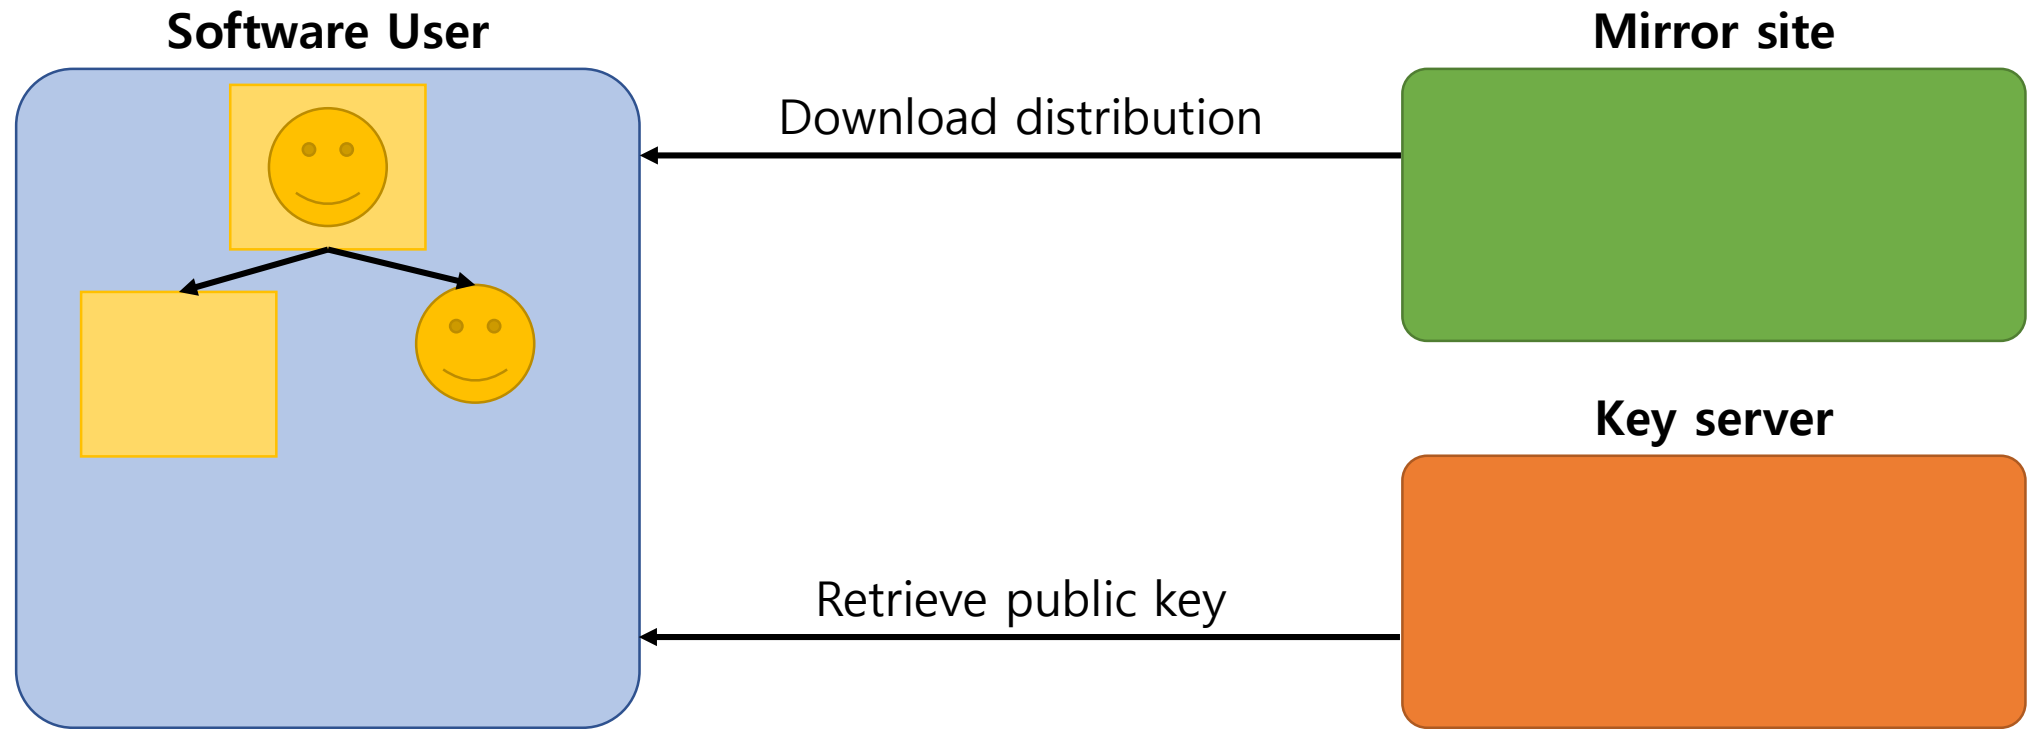 Software User
Mirror site
Download distribution
Key server
Retrieve public key